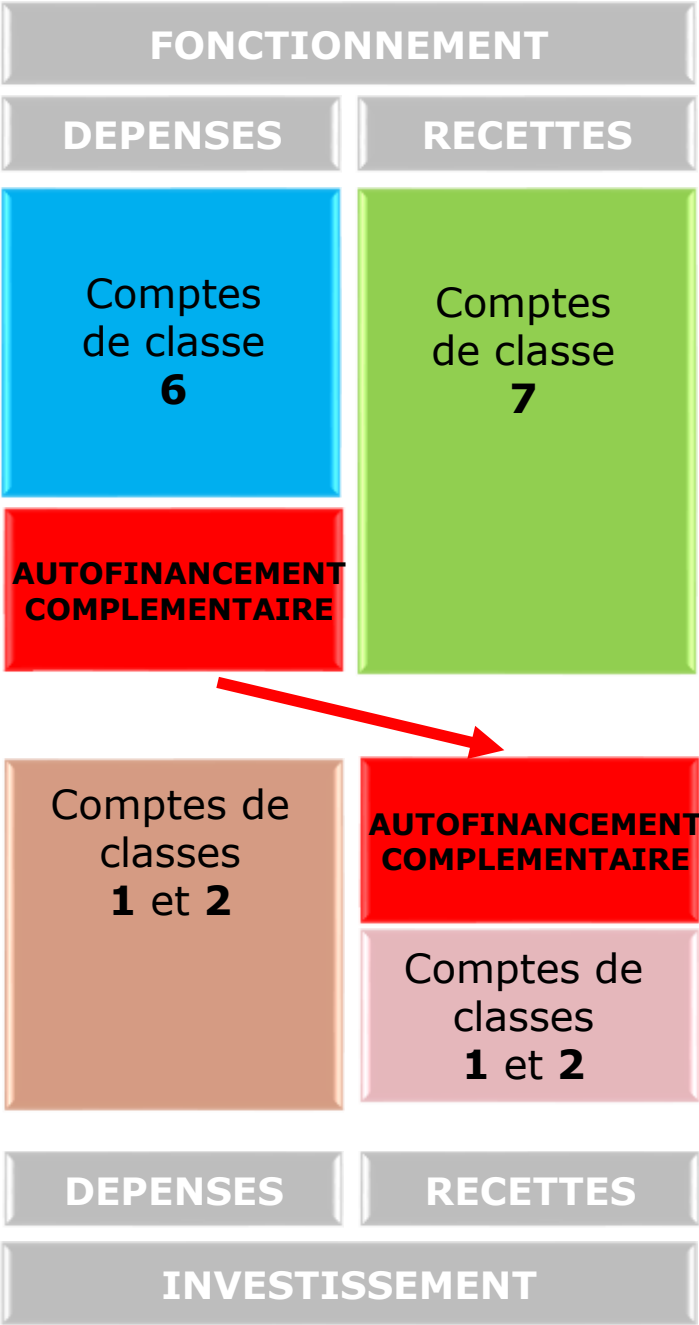 FONCTIONNEMENT
DEPENSES
RECETTES
Comptes
de classe
6
Comptes
de classe
7
AUTOFINANCEMENT
COMPLEMENTAIRE
Comptes de
classes
1 et 2
AUTOFINANCEMENT
COMPLEMENTAIRE
Comptes de
classes
1 et 2
DEPENSES
RECETTES
INVESTISSEMENT